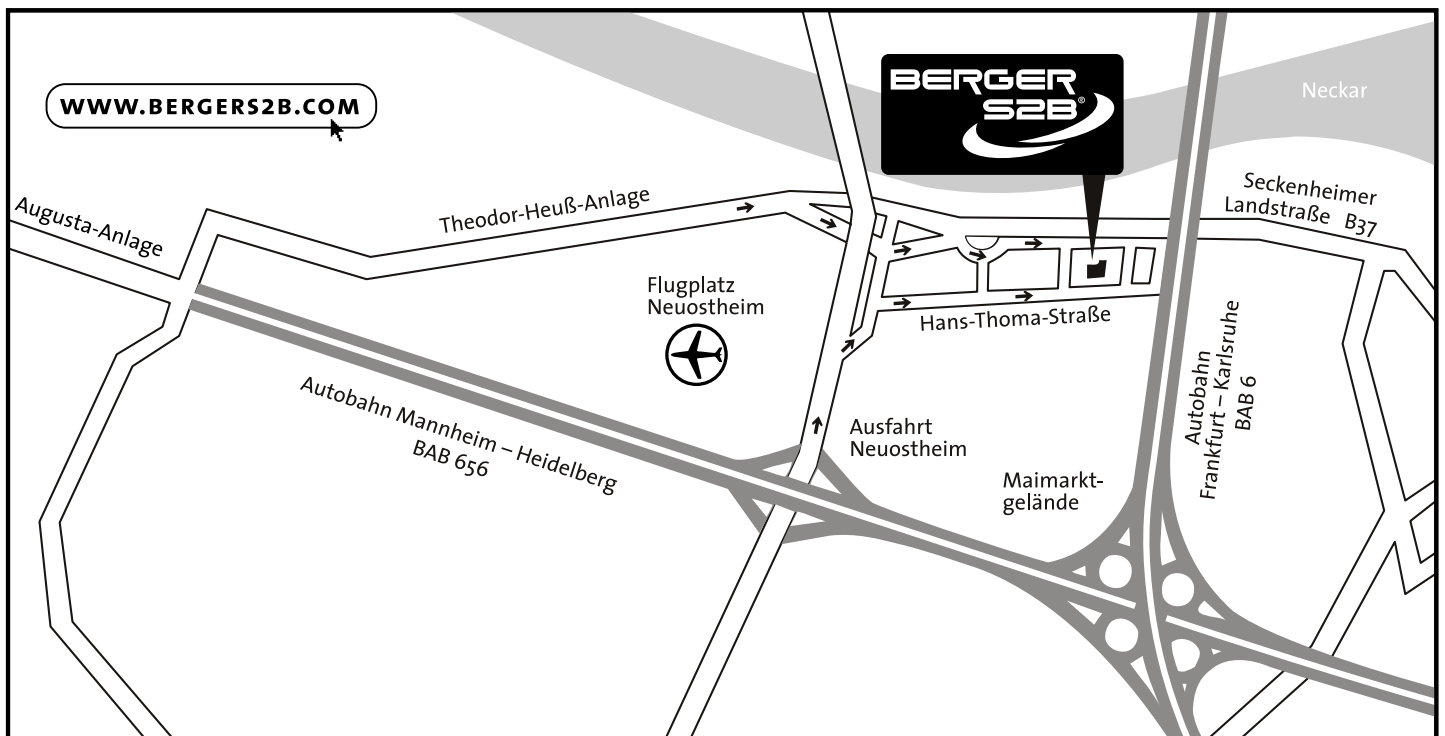 WWW.BERGERS2B.COM
BERGER
S2B®
Neckar
Augusta-Anlage
Theodor-Heuß-Anlage
Seckenheimer
Landstraße B37
Flugplatz
Neuostheim
Hans-Thoma-Straße
Autobahn
Frankfurt – Karlsruhe
BAB 6
Autobahn Mannheim – Heidelberg
BAB 656
Ausfahrt
Neuostheim
Maimarkt-
gelände